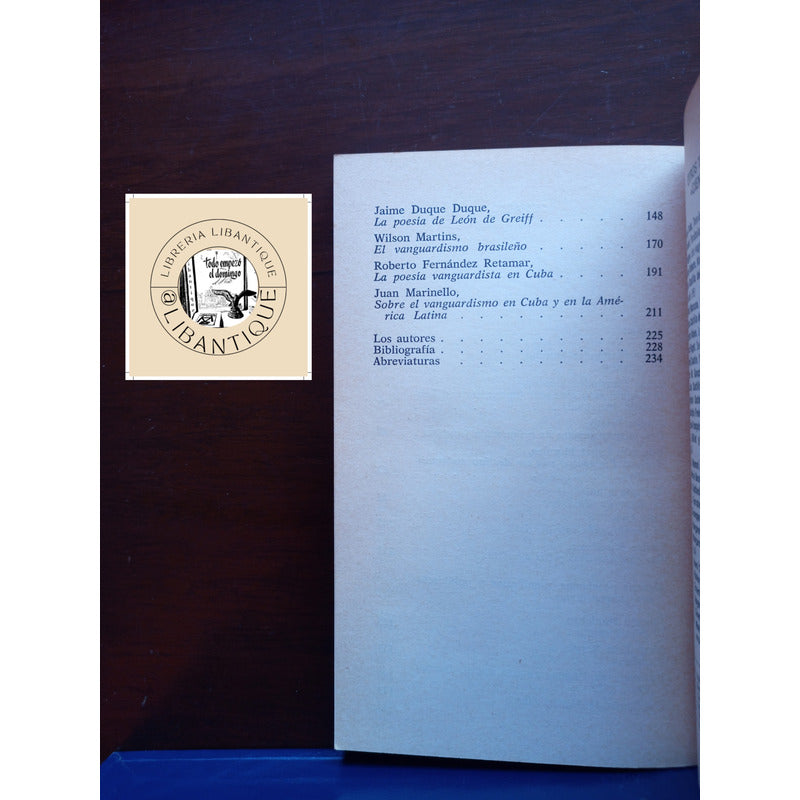 LIBRERIA LIBANTIQUE
todo empezó
el domingo
@LIBANTIQUE
Jaime Duque Duque,
La poesía de León de Greiff . . . . . 148
Wilson Martins,
El vanguardismo brasileño . . . . . 170
Roberto Fernández Retamar,
La poesía vanguardista en Cuba . . . . 191
Juan Marinello,
Sobre el vanguardismo en Cuba y en la Amé-
rica Latina . . . . . . . . . 211
Los autores . . . . . . . . . 225
Bibliografía . . . . . . . . . 228
Abreviaturas . . . . . . . . . 234